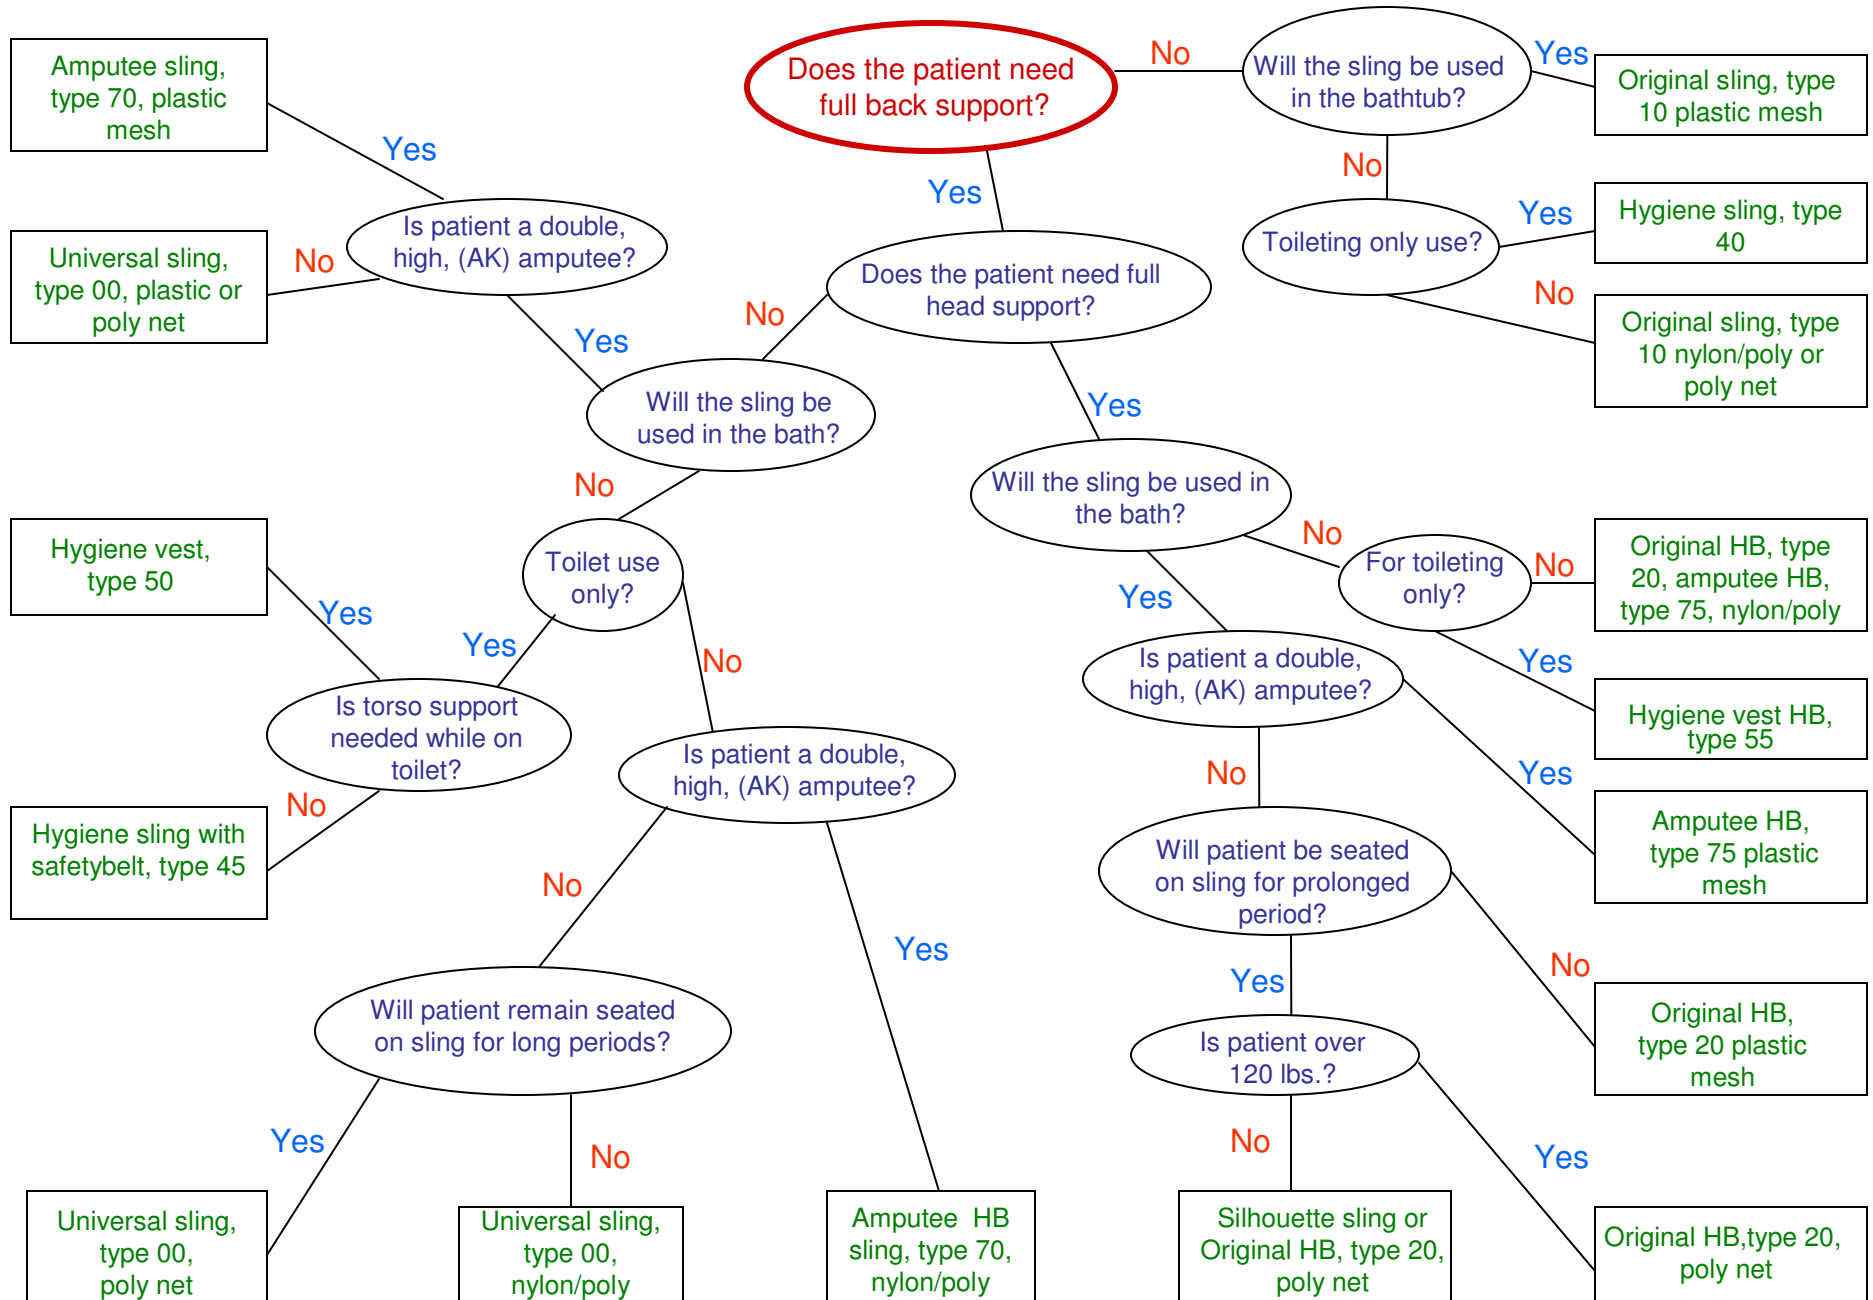 Does the patient need
full back support?
No
Will the sling be used
in the bathtub?
Yes
Original sling, type
10 plastic mesh
No
Toileting only use?
Yes
Hygiene sling, type
40
No
Original sling, type
10 nylon/poly or
poly net
Yes
Does the patient need full
head support?
No
Will the sling be
used in the bath?
Yes
Is patient a double,
high, (AK) amputee?
Yes
Amputee sling,
type 70, plastic
mesh
No
Universal sling,
type 00, plastic or
poly net
No
Toilet use
only?
Yes
Is torso support
needed while on
toilet?
Yes
Hygiene vest,
type 50
No
Hygiene sling with
safetybelt, type 45
No
Is patient a double,
high, (AK) amputee?
No
Will patient remain seated
on sling for long periods?
Yes
Universal sling,
type 00,
poly net
No
Universal sling,
type 00,
nylon/poly
Yes
Amputee HB
sling, type 70,
nylon/poly
Yes
Will the sling be used in
the bath?
No
For toileting
only?
No
Original HB, type
20, amputee HB,
type 75, nylon/poly
Yes
Hygiene vest HB,
type 55
Yes
Is patient a double,
high, (AK) amputee?
Yes
Amputee HB,
type 75 plastic
mesh
No
Will patient be seated
on sling for prolonged
period?
No
Original HB,
type 20 plastic
mesh
Yes
Is patient over
120 lbs.?
No
Silhouette sling or
Original HB, type 20,
poly net
Yes
Original HB,type 20,
poly net